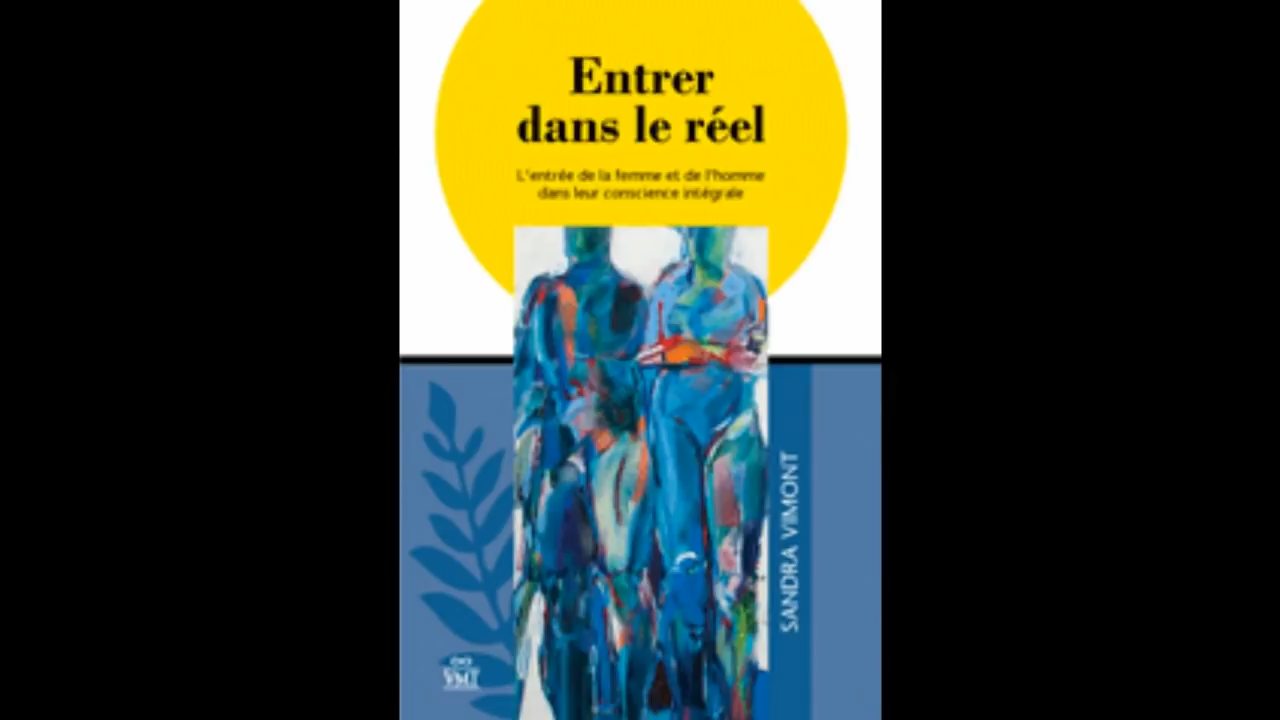 Entrer
dans le réel
L'entrée de la femme et de l'homme
dans leur conscience intégrale
SANDRA VIMONT